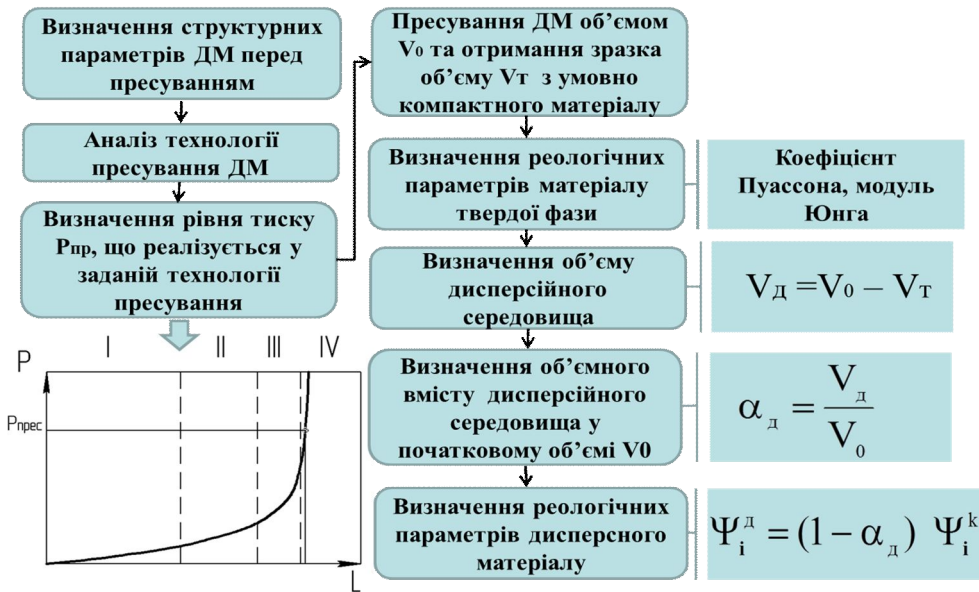 Визначення структурних
параметрів ДМ перед
пресуванням
Аналіз технології
пресування ДМ
Визначення рівня тиску
Pпр, що реалізується у
заданій технології
пресування
I II III IV
P
Pпрес
L
Пресування ДМ об’ємом
V0 та отримання зразка
об’єму Vт з умовно
компактного матеріалу
Визначення реологічних
параметрів матеріалу
твердої фази
Коефіцієнт
Пуассона, модуль
Юнга
Визначення об’єму
дисперсійного
середовища
Vд =V0 – Vт
Визначення об’ємного
вмісту дисперсійного
середовища у
початковому об’ємі V0
αд = Vд / V0
Визначення реологічних
параметрів дисперсного
матеріалу
Ψiд = (1 – αд) Ψik